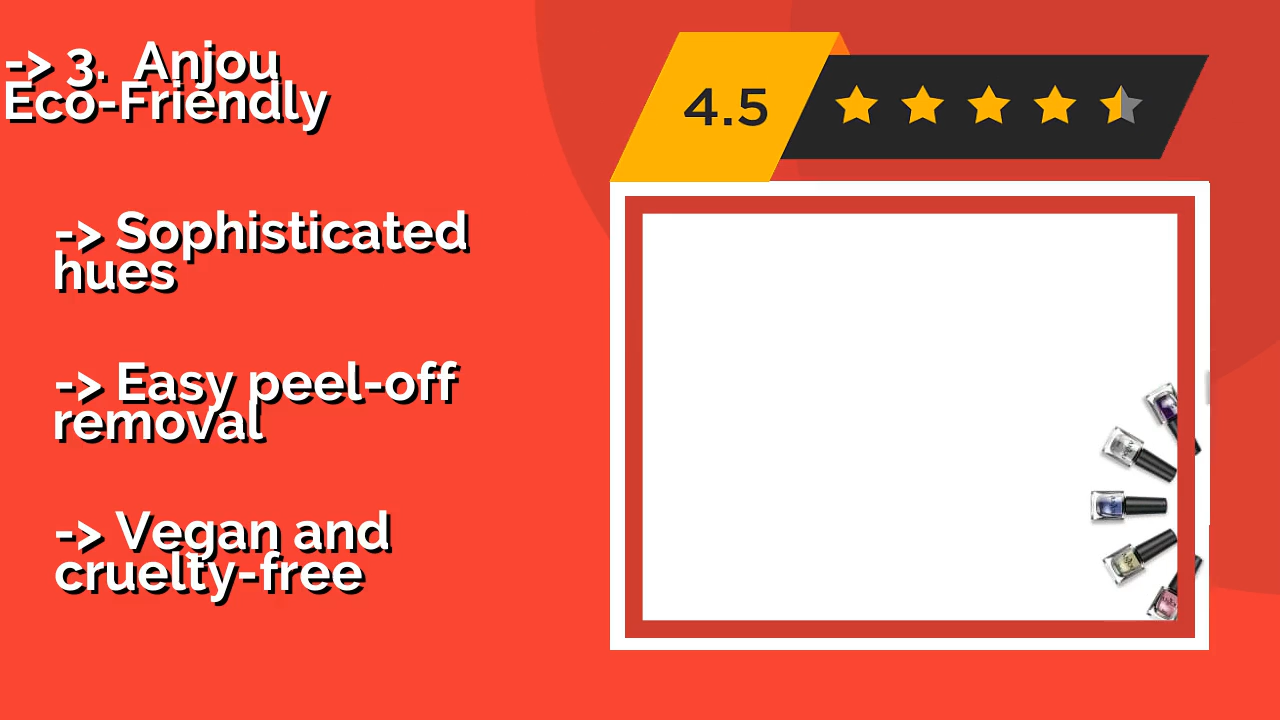 -> 3.  Anjou
Eco-Friendly
4.5
-> Sophisticated
hues
-> Easy peel-off
removal
-> Vegan and
cruelty-free